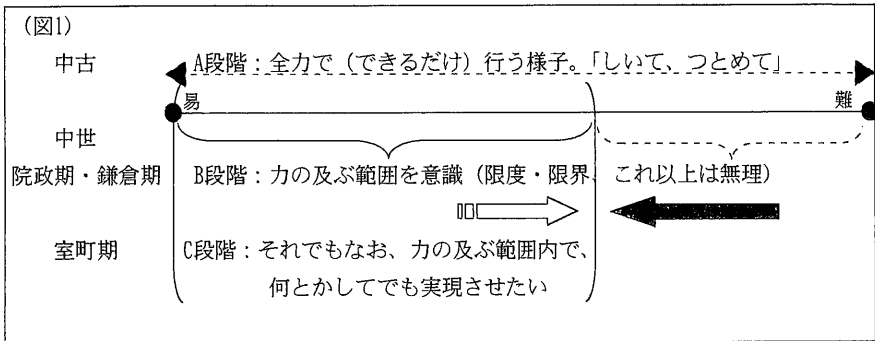 (図1)
中古 A段階：全力で（できるだけ）行う様子。「しいて、つとめて」
易 難
中世
院政期・鎌倉期 B段階：力の及ぶ範囲を意識（限度・限界、これ以上は無理）
室町期 C段階：それでもなお、力の及ぶ範囲内で、
何とかしてでも実現させたい